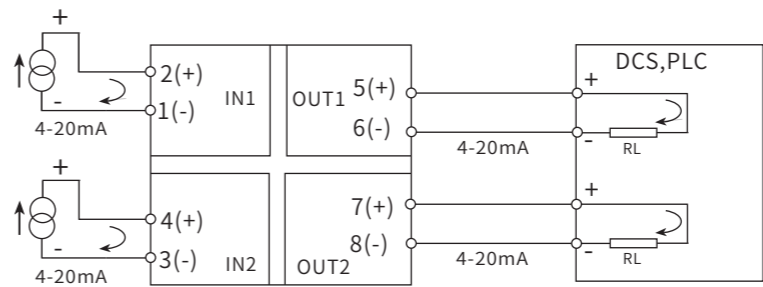 +
2(+)
1(-)
-
4-20mA
IN1
OUT1
5(+)
6(-)
4-20mA
DCS,PLC
+
-
RL
+
4(+)
3(-)
-
4-20mA
IN2
OUT2
7(+)
8(-)
4-20mA
+
-
RL